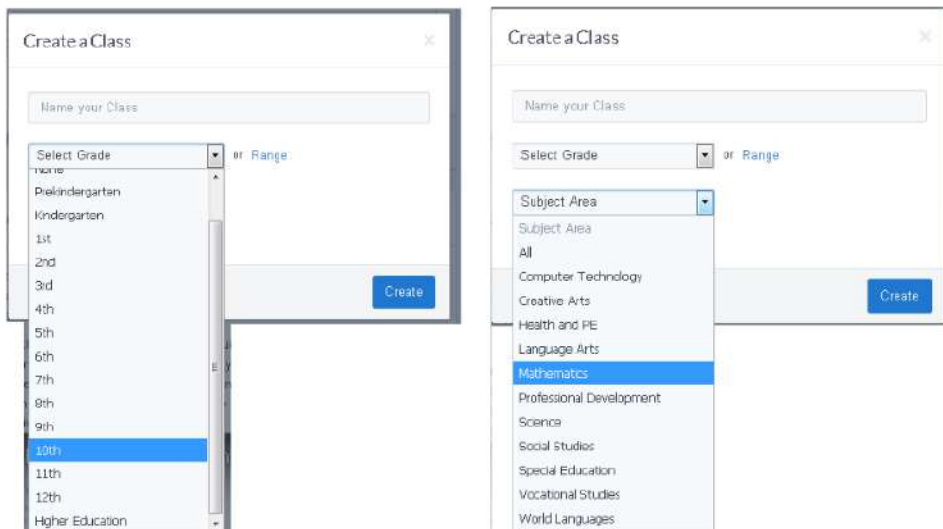 Create a Class
×
Name your Class
Select Grade
or Range
None
Prekindergarten
Kindergarten
1st
2nd
3rd
4th
5th
6th
7th
8th
9th
10th
11th
12th
Higher Education
Create
Create a Class
×
Name your Class
Select Grade
or Range
Subject Area
Subject Area
All
Computer Technology
Creative Arts
Health and PE
Language Arts
Mathematics
Professional Development
Science
Social Studies
Special Education
Vocational Studies
World Languages
Create